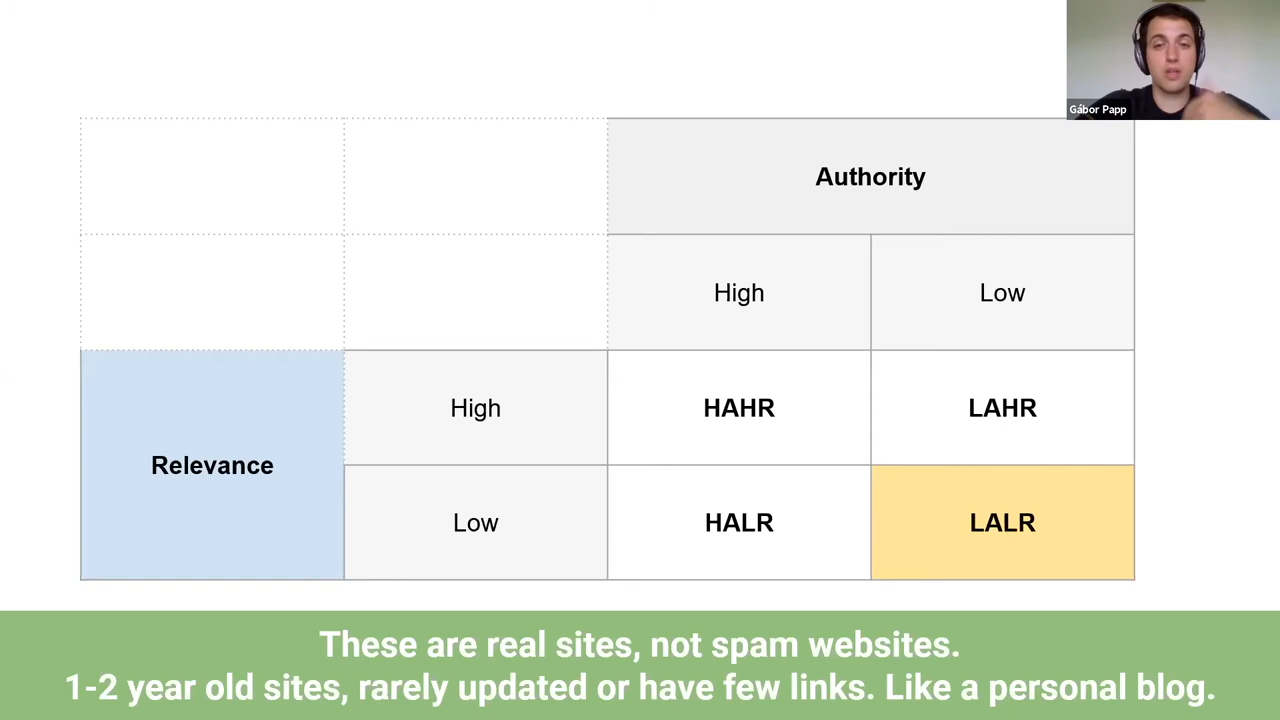 Gábor Papp
Authority
High
Low
Relevance
High
HAHR
LAHR
Low
HALR
LALR
These are real sites, not spam websites.
1-2 year old sites, rarely updated or have few links. Like a personal blog.